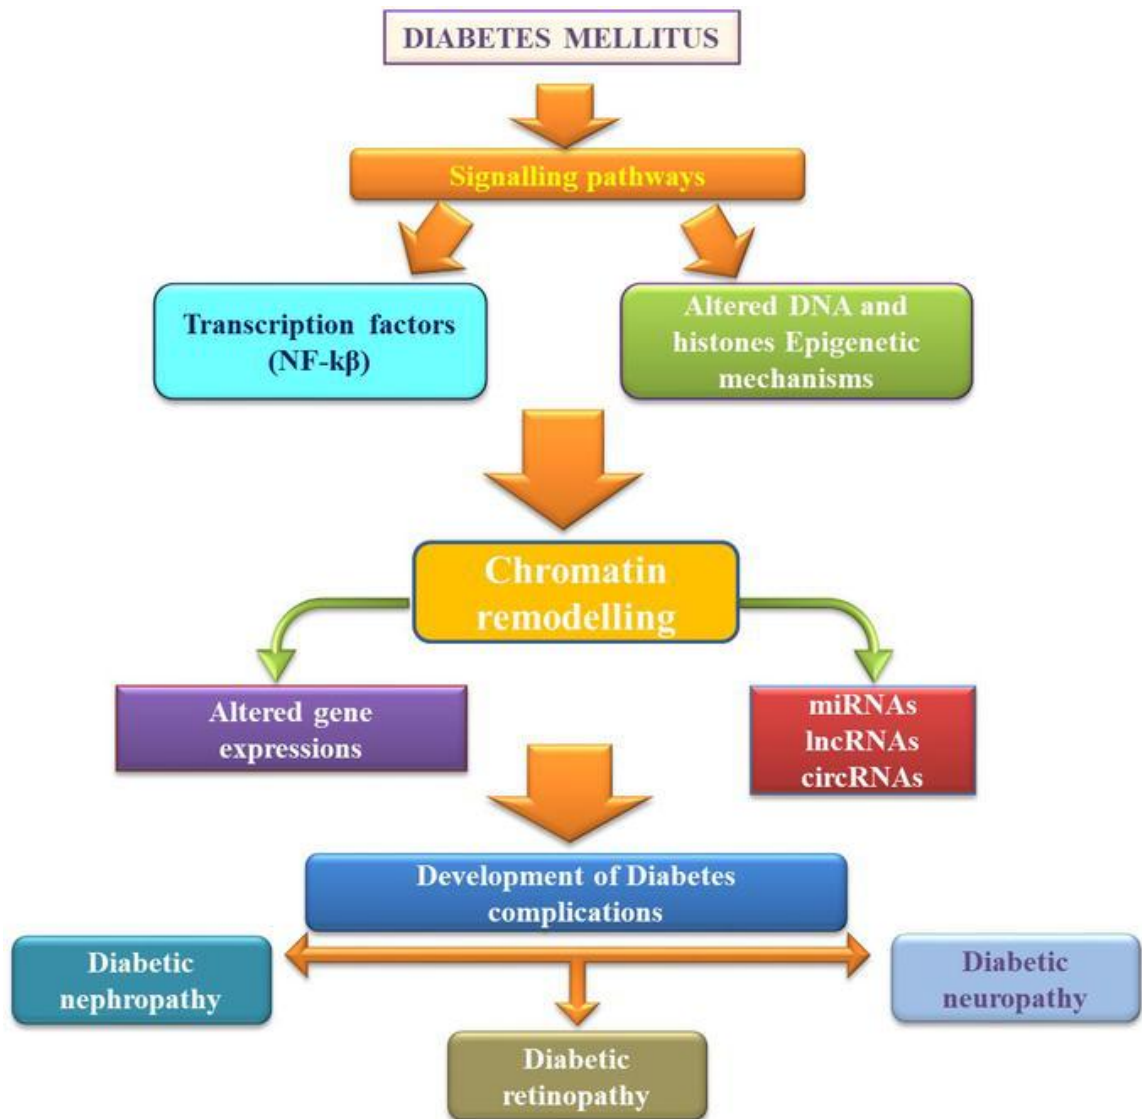 DIABETES MELLITUS
Signalling pathways
Transcription factors
(NF-kβ)
Altered DNA and
histones Epigenetic
mechanisms
Chromatin
remodelling
Altered gene
expressions
miRNAs
lncRNAs
circRNAs
Development of Diabetes
complications
Diabetic
nephropathy
Diabetic
neuropathy
Diabetic
retinopathy